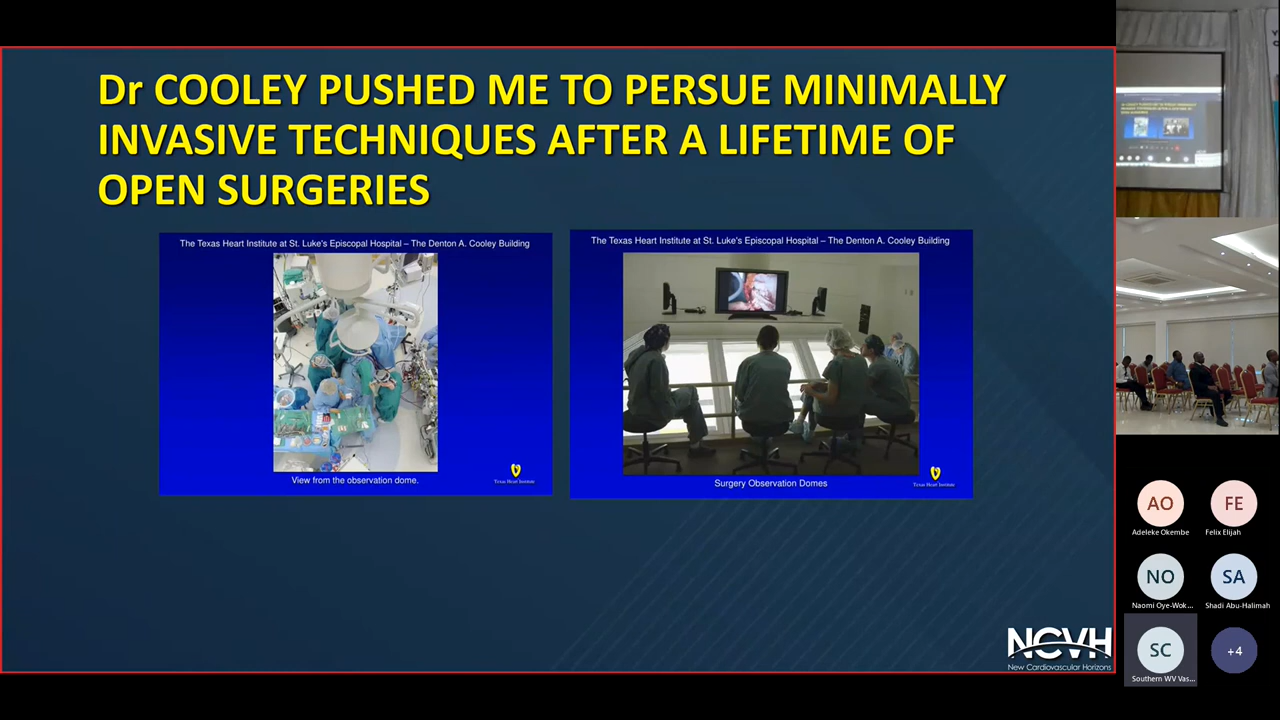 Dr COOLEY PUSHED ME TO PERSUE MINIMALLY
INVASIVE TECHNIQUES AFTER A LIFETIME OF
OPEN SURGERIES
The Texas Heart Institute at St. Luke's Episcopal Hospital – The Denton A. Cooley Building
View from the observation dome.
Texas Heart Institute
The Texas Heart Institute at St. Luke's Episcopal Hospital – The Denton A. Cooley Building
Surgery Observation Domes
Texas Heart Institute
NCVH
New Cardiovascular Horizons
AO
Adeleke Okembe
FE
Felix Elijah
NO
Naomi Oye-Wok...
SA
Shadi Abu-Halimah
SC
Southern WV Vas...
+4